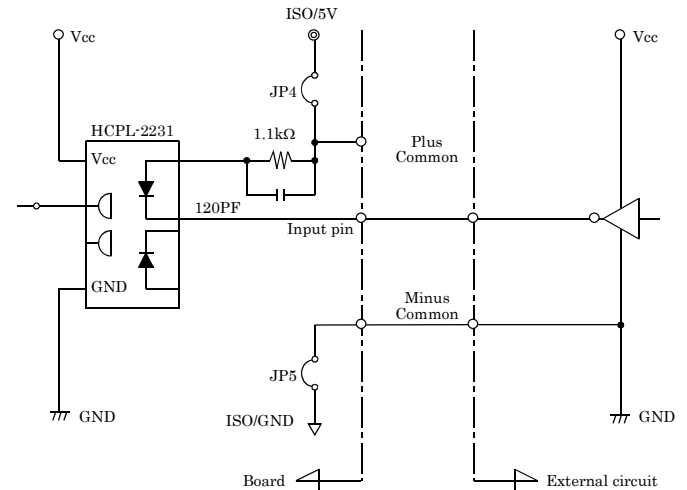 ISO/5V
Vcc
Vcc
JP4
HCPL-2231
1.1kΩ
Plus
Common
Vcc
120PF
Input pin
GND
Minus
Common
JP5
GND
ISO/GND
GND
Board
External circuit